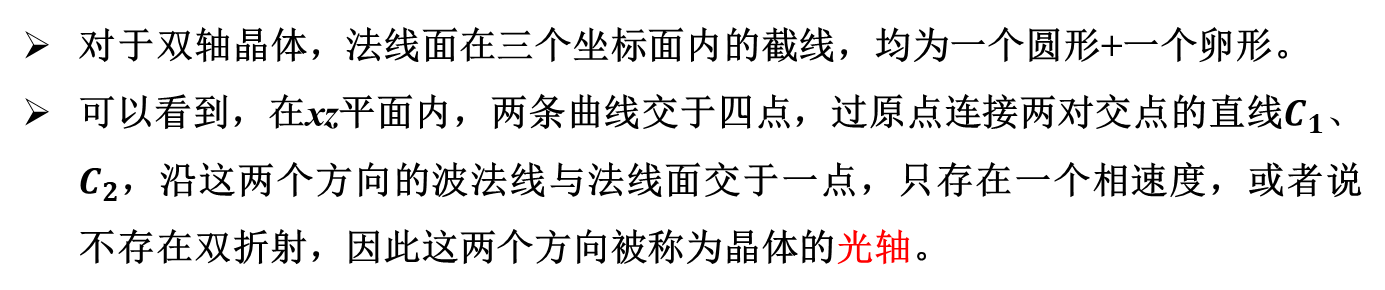 ➢ 对于双轴晶体，法线面在三个坐标面内的截线，均为一个圆形+一个卵形。
➢ 可以看到，在xz平面内，两条曲线交于四点，过原点连接两对交点的直线C₁、
C₂，沿这两个方向的波法线与法线面交于一点，只存在一个相速度，或者说
不存在双折射，因此这两个方向被称为晶体的光轴。